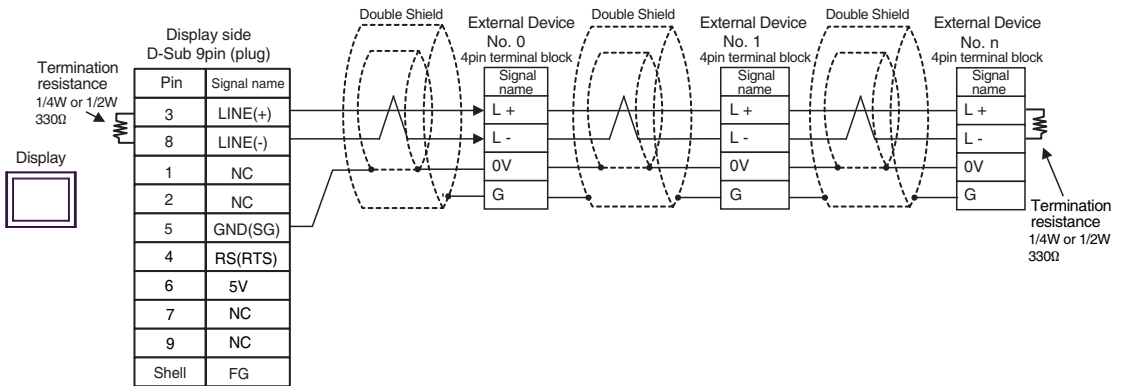 Double Shield
Double Shield
Double Shield
Display side
D-Sub 9pin (plug)
External Device
No. 0
4pin terminal block
External Device
No. 1
4pin terminal block
External Device
No. n
4pin terminal block
Termination
resistance
1/4W or 1/2W
330Ω
Display
Pin Signal name
3 LINE(+)
8 LINE(-)
1 NC
2 NC
5 GND(SG)
4 RS(RTS)
6 5V
7 NC
9 NC
Shell FG
Signal
name
L +
L -
0V
G
Signal
name
L +
L -
0V
G
Signal
name
L +
L -
0V
G
Termination
resistance
1/4W or 1/2W
330Ω